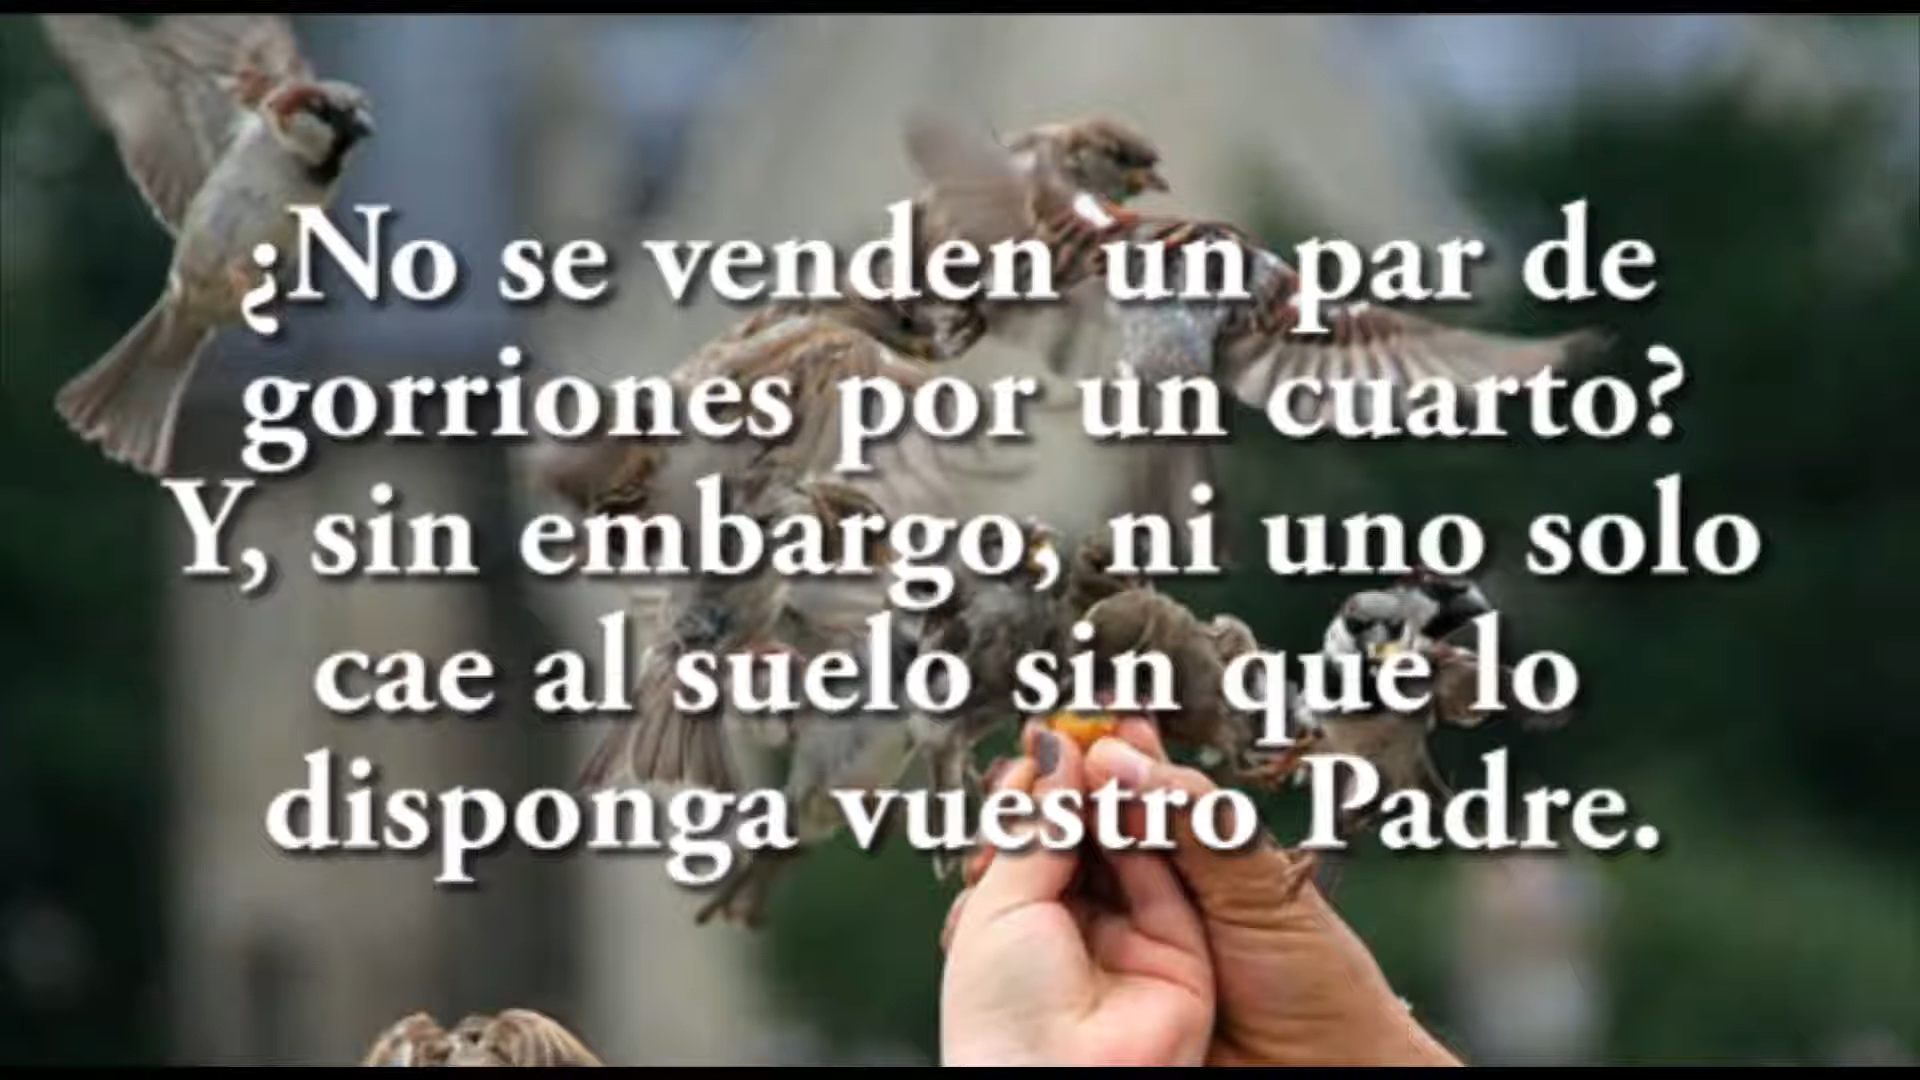 ¿No se venden un par de
gorriones por un cuarto?
Y, sin embargo, ni uno solo
cae al suelo sin que lo
disponga vuestro Padre.